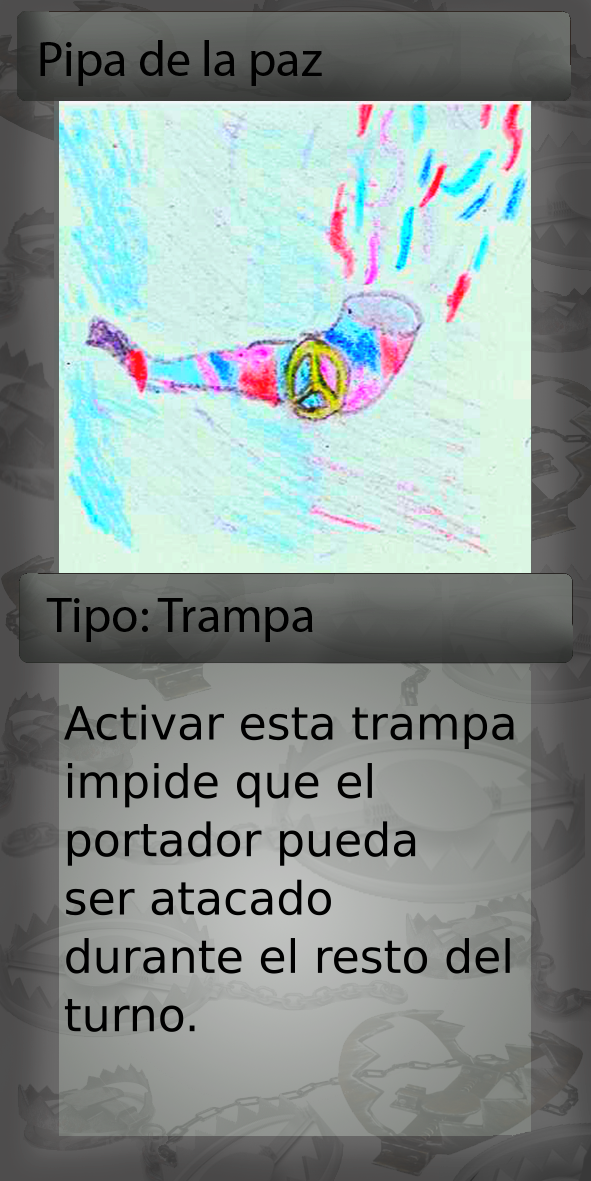 Pipa de la paz
Tipo: Trampa
Activar esta trampa
impide que el
portador pueda
ser atacado
durante el resto del
turno.